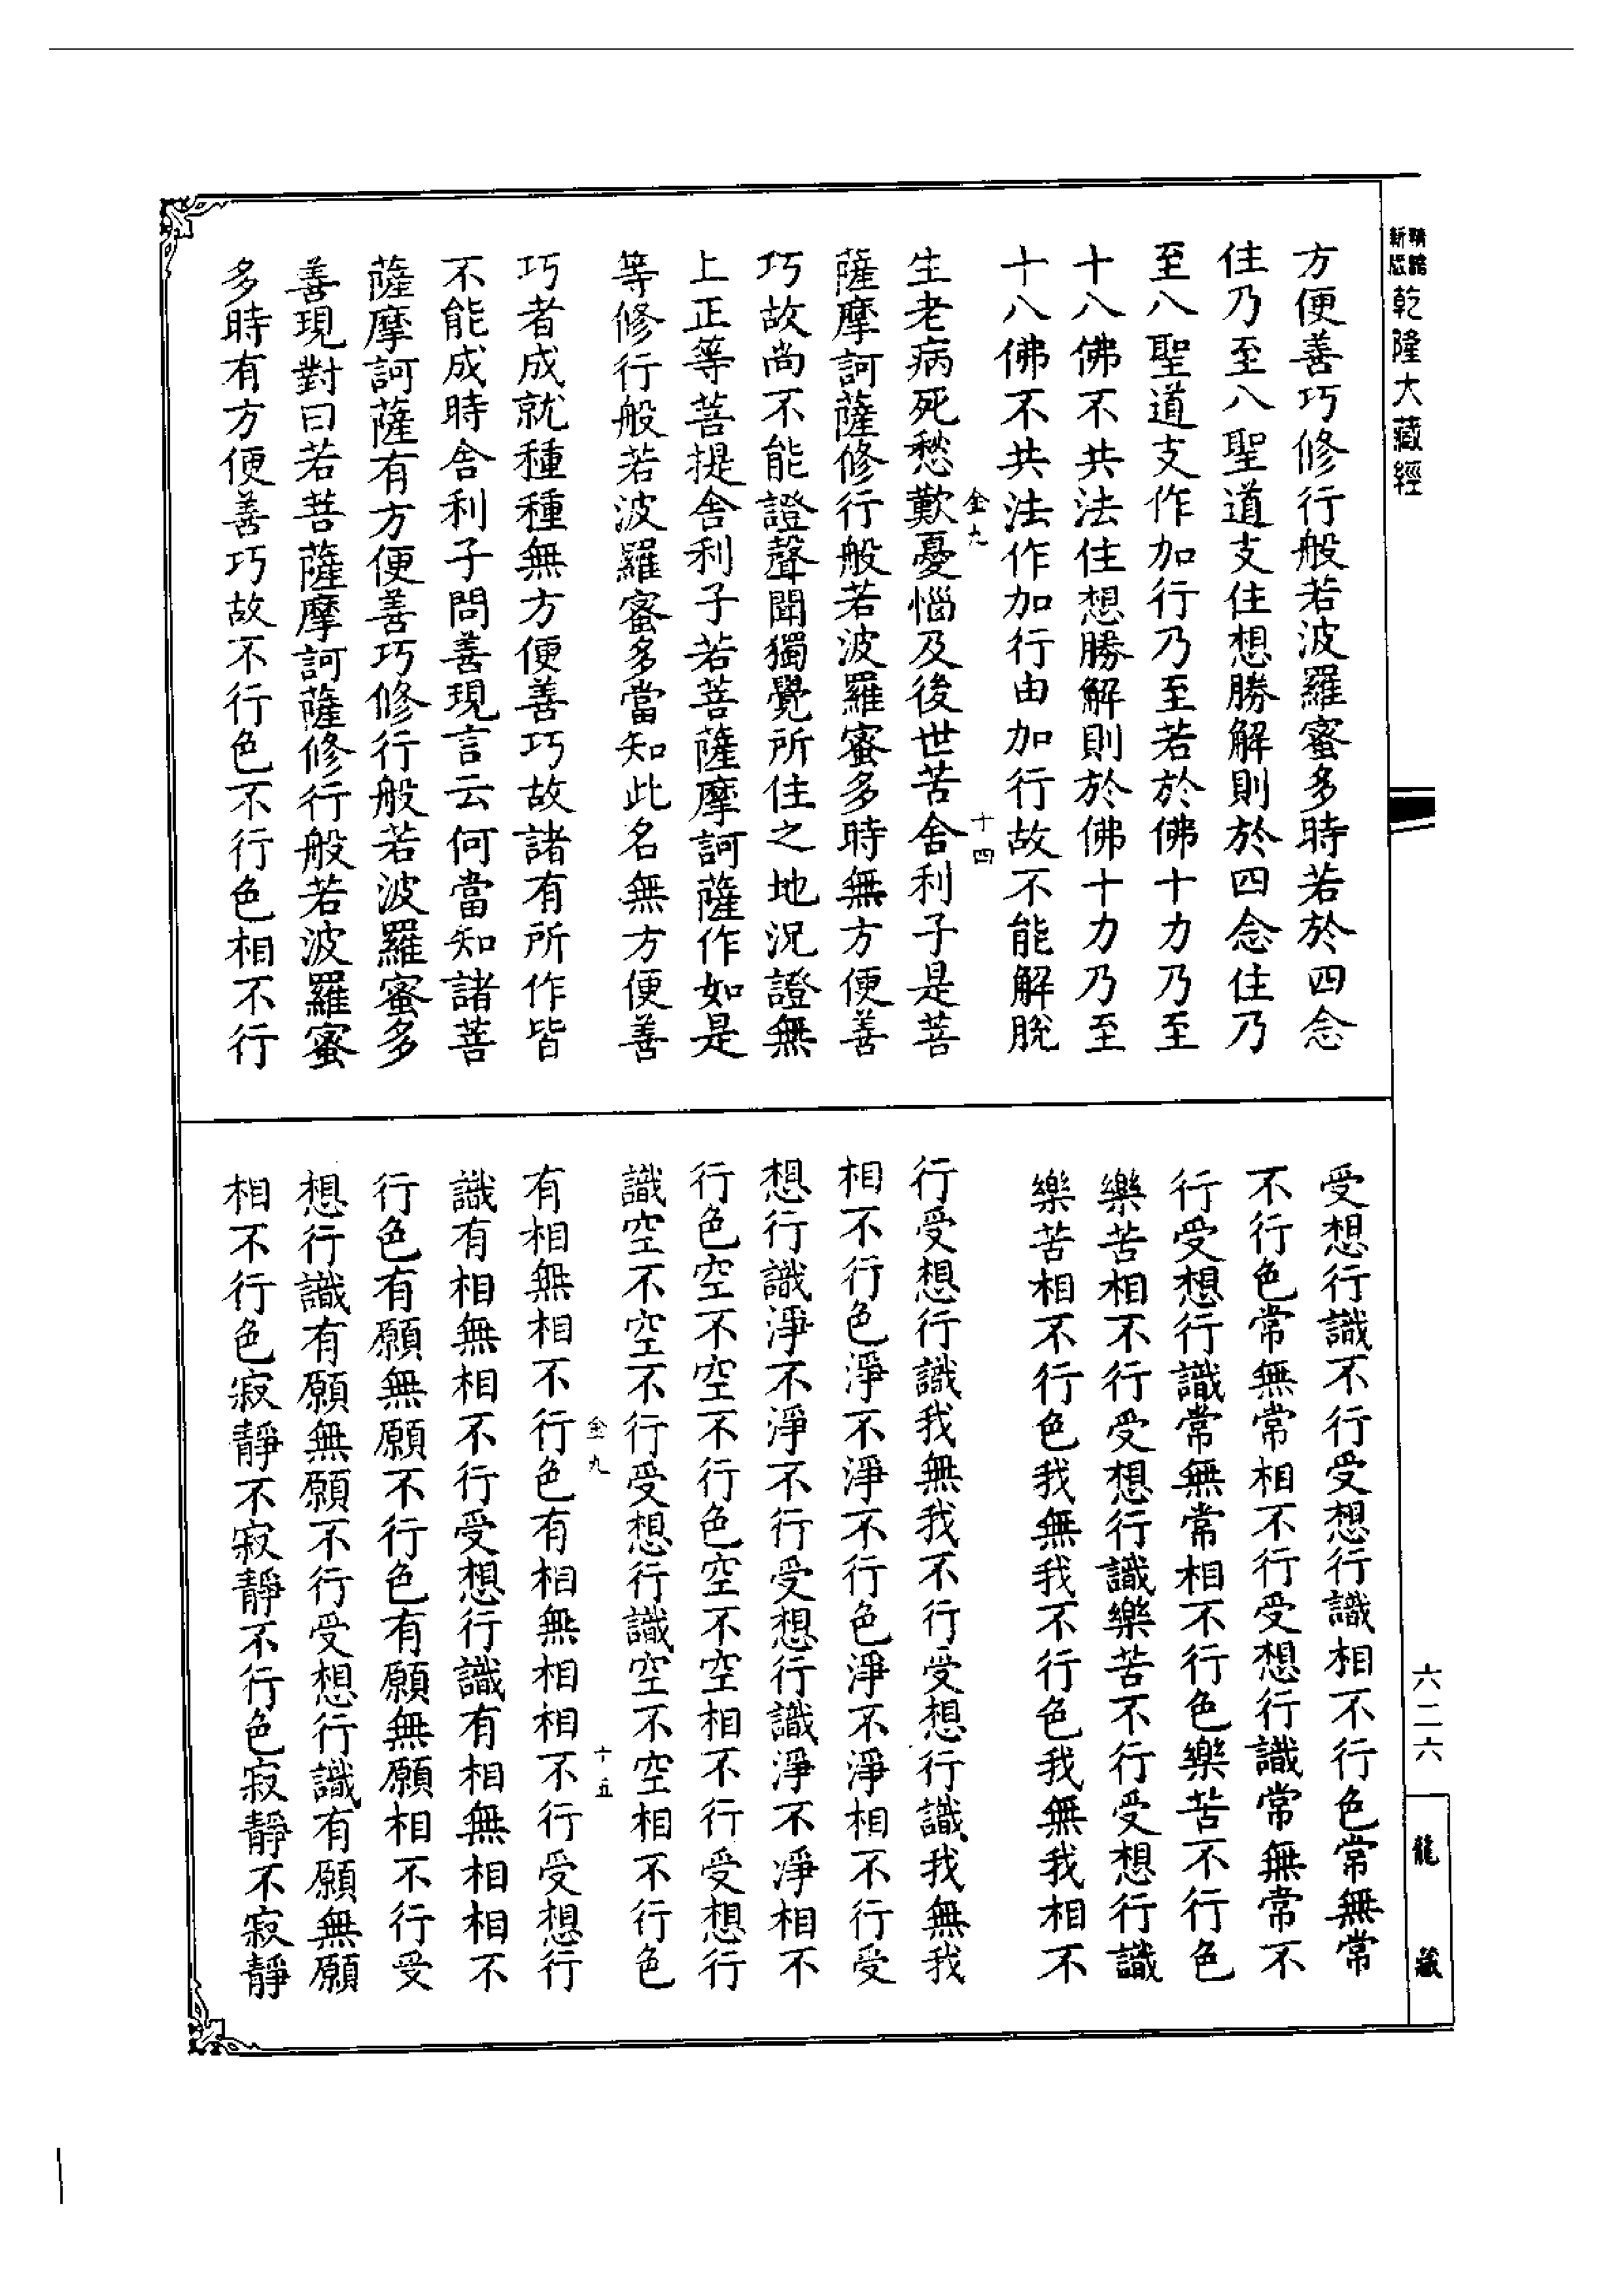 新版
精鐫
乾隆大藏經
方便善巧修行般若波羅蜜多時若於四念
住乃至八聖道支住想勝解則於四念住乃
至八聖道支作加行乃至若於佛十力乃至
十八佛不共法住想勝解則於佛十力乃至
十八佛不共法作加行由加行故不能解脫
生老病死愁歎憂惱及後世苦舍利子是菩
金九
十四
薩摩訶薩修行般若波羅蜜多時無方便善
巧故尚不能證聲聞獨覺所住之地況證無
上正等菩提舍利子若菩薩摩訶薩作如是
等修行般若波羅蜜多當知此名無方便善
巧者成就種種無方便善巧故諸有所作皆
不能成時舍利子問善現言云何當知諸菩
薩摩訶薩有方便善巧修行般若波羅蜜多
善現對曰若菩薩摩訶薩修行般若波羅蜜
多時有方便善巧故不行色不行色相不行
受想行識不行受想行識相不行色常無常
不行色常無常相不行受想行識常無常不
行受想行識常無常相不行色樂苦不行色
樂苦相不行受想行識樂苦不行受想行識
樂苦相不行色我無我不行色我無我相不
行受想行識我無我不行受想行識我無我
相不行色淨不淨不行色淨不淨相不行受
想行識淨不淨不行受想行識淨不淨相不
行色空不空不行色空不空相不行受想行
識空不空不行受想行識空不空相不行色
金九
十五
有相無相不行色有相無相相不行受想行
識有相無相不行受想行識有相無相相不
行色有願無願不行色有願無願相不行受
想行識有願無願不行受想行識有願無願
相不行色寂靜不寂靜不行色寂靜不寂靜
六二六
龍藏